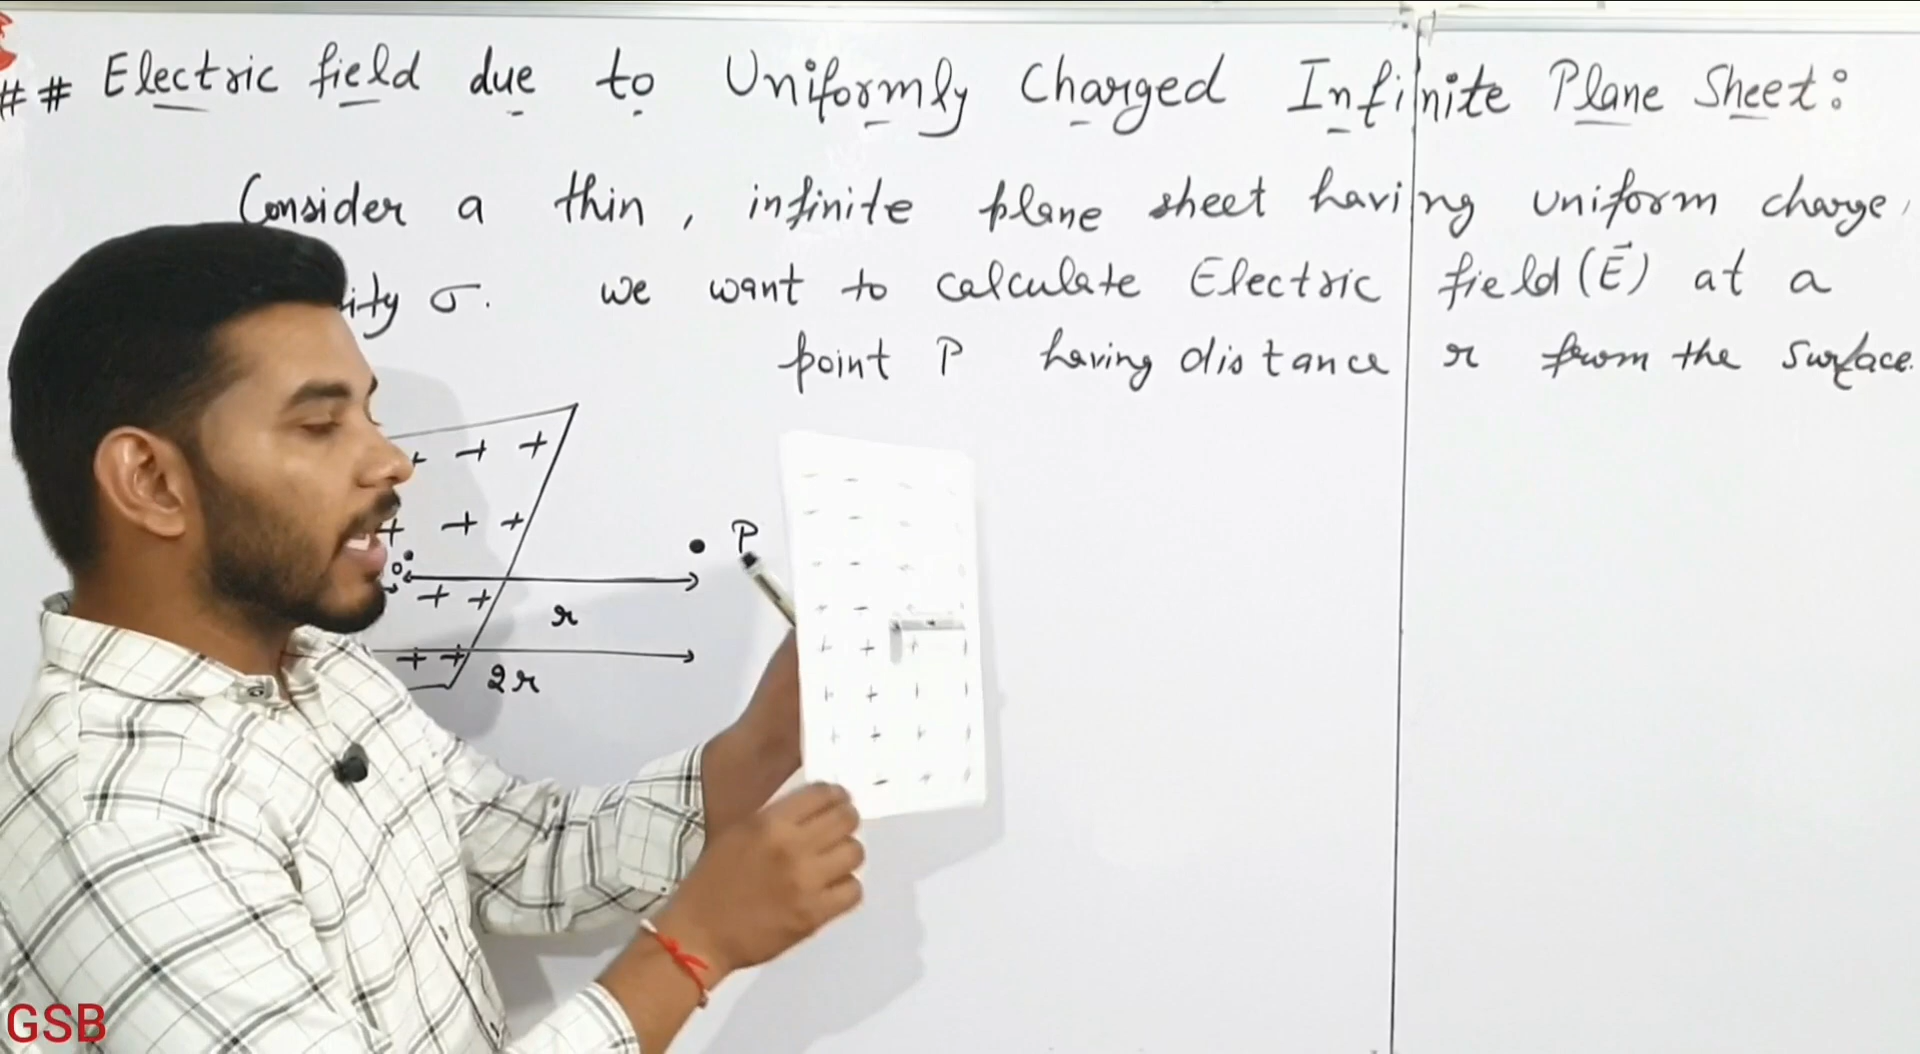 ## Electric field due to Uniformly Charged Infinite Plane Sheet:
Consider a thin, infinite plane sheet having uniform charge,
σ. we want to calculate Electric field (E⃗) at a
point P having distance r from the surface.
+ + +
P
+ + +
o
+ +
r
+ +
2r
GSB